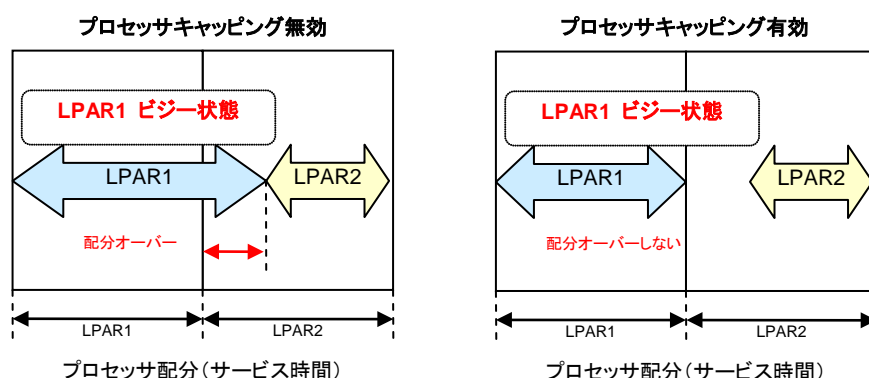 プロセッサキャッピング無効
LPAR1 ビジー状態
LPAR1
LPAR2
配分オーバー
LPAR1
LPAR2
プロセッサ配分(サービス時間)
プロセッサキャッピング有効
LPAR1 ビジー状態
LPAR1
LPAR2
配分オーバーしない
LPAR1
LPAR2
プロセッサ配分(サービス時間)